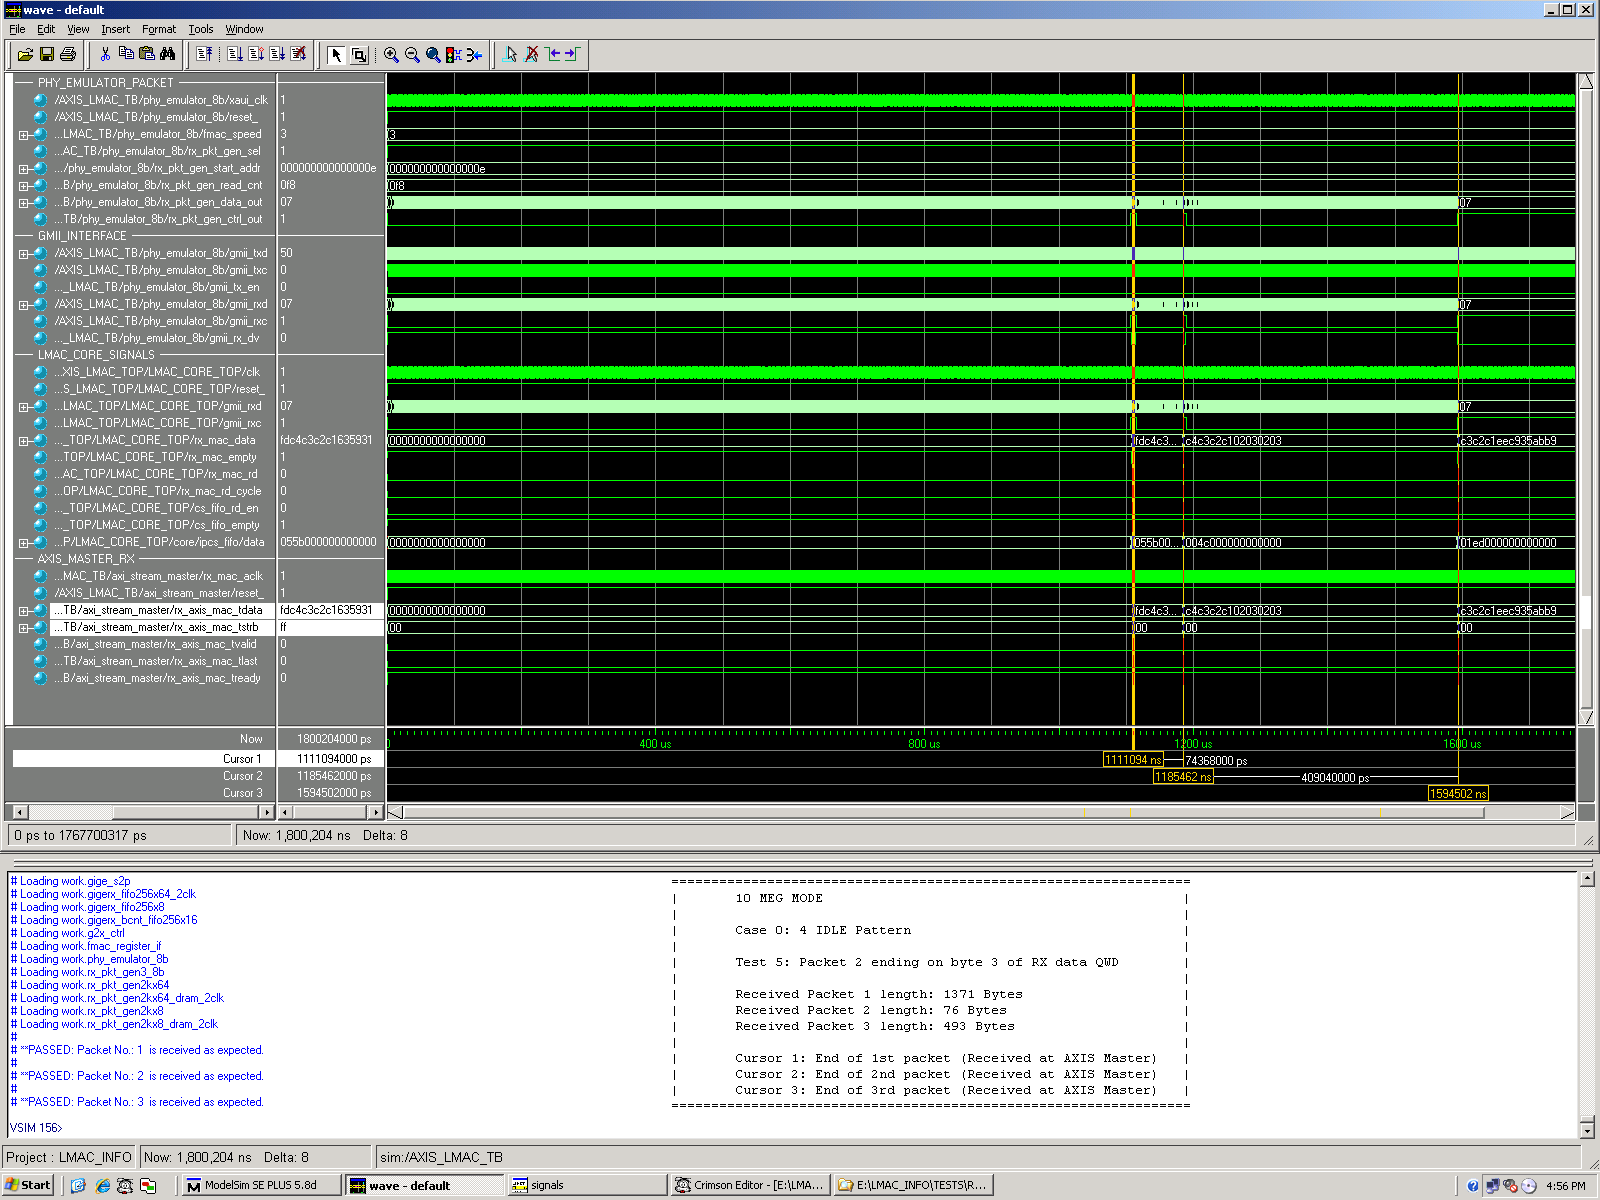 wave - default
File Edit View Insert Format Tools Window
PHY_EMULATOR_PACKET
/AXIS_LMAC_TB/phy_emulator_8b/xaui_clk 1
/AXIS_LMAC_TB/phy_emulator_8b/reset_ 1
...LMAC_TB/phy_emulator_8b/fmac_speed 3 3
...AC_TB/phy_emulator_8b/rx_pkt_gen_sel 1
.../phy_emulator_8b/rx_pkt_gen_start_addr 000000000000000e 000000000000000e
...B/phy_emulator_8b/rx_pkt_gen_read_cnt 0f8 0f8
...B/phy_emulator_8b/rx_pkt_gen_data_out 07 07
...TB/phy_emulator_8b/rx_pkt_gen_ctrl_out 1
GMII_INTERFACE
/AXIS_LMAC_TB/phy_emulator_8b/gmii_txd 50
/AXIS_LMAC_TB/phy_emulator_8b/gmii_txc 0
..._LMAC_TB/phy_emulator_8b/gmii_tx_en 0
/AXIS_LMAC_TB/phy_emulator_8b/gmii_rxd 07 07
/AXIS_LMAC_TB/phy_emulator_8b/gmii_rxc 1
..._LMAC_TB/phy_emulator_8b/gmii_rx_dv 0
LMAC_CORE_SIGNALS
...XIS_LMAC_TOP/LMAC_CORE_TOP/clk 1
...S_LMAC_TOP/LMAC_CORE_TOP/reset_ 1
...LMAC_TOP/LMAC_CORE_TOP/gmii_rxd 07 07
...LMAC_TOP/LMAC_CORE_TOP/gmii_rxc 1
..._TOP/LMAC_CORE_TOP/rx_mac_data fdc4c3c2c1635931 0000000000000000 fdc4c3... c4c3c2c102030203 c3c2c1eec935abb9
...TOP/LMAC_CORE_TOP/rx_mac_empty 1
...AC_TOP/LMAC_CORE_TOP/rx_mac_rd 0
...OP/LMAC_CORE_TOP/rx_mac_rd_cycle 0
..._TOP/LMAC_CORE_TOP/cs_fifo_rd_en 0
..._TOP/LMAC_CORE_TOP/cs_fifo_empty 1
...P/LMAC_CORE_TOP/core/ipcs_fifo/data 055b000000000000 0000000000000000 055b00... 004c000000000000 01ed000000000000
AXIS_MASTER_RX
...MAC_TB/axi_stream_master/rx_mac_aclk 1
/AXIS_LMAC_TB/axi_stream_master/reset_ 1
...TB/axi_stream_master/rx_axis_mac_tdata fdc4c3c2c1635931 0000000000000000 fdc4c3... c4c3c2c102030203 c3c2c1eec935abb9
...TB/axi_stream_master/rx_axis_mac_tstrb ff 00 00 00 00
...B/axi_stream_master/rx_axis_mac_tvalid 0
...TB/axi_stream_master/rx_axis_mac_tlast 0
...B/axi_stream_master/rx_axis_mac_tready 0
Now 1800204000 ps 0 400 us 800 us 1200 us 1600 us
Cursor 1 1111094000 ps 1111094 ns 74368000 ps
Cursor 2 1185462000 ps 1185462 ns 409040000 ps
Cursor 3 1594502000 ps 1594502 ns
0 ps to 1767700317 ps Now: 1,800,204 ns Delta: 8
# Loading work.gige_s2p
# Loading work.gigerx_fifo256x64_2clk
# Loading work.gigerx_fifo256x8
# Loading work.gigerx_bcnt_fifo256x16
# Loading work.g2x_ctrl
# Loading work.fmac_register_if
# Loading work.phy_emulator_8b
# Loading work.rx_pkt_gen3_8b
# Loading work.rx_pkt_gen2kx64
# Loading work.rx_pkt_gen2kx64_dram_2clk
# Loading work.rx_pkt_gen2kx8
# Loading work.rx_pkt_gen2kx8_dram_2clk
#
# **PASSED: Packet No.: 1 is received as expected.
#
# **PASSED: Packet No.: 2 is received as expected.
#
# **PASSED: Packet No.: 3 is received as expected.
VSIM 156>
10 MEG MODE
Case 0: 4 IDLE Pattern
Test 5: Packet 2 ending on byte 3 of RX data QWD
Received Packet 1 length: 1371 Bytes
Received Packet 2 length: 76 Bytes
Received Packet 3 length: 493 Bytes
Cursor 1: End of 1st packet (Received at AXIS Master)
Cursor 2: End of 2nd packet (Received at AXIS Master)
Cursor 3: End of 3rd packet (Received at AXIS Master)
Project : LMAC_INFO Now: 1,800,204 ns Delta: 8 sim:/AXIS_LMAC_TB
Start ModelSim SE PLUS 5.8d wave - default signals Crimson Editor - [E:\LMA... E:\LMAC_INFO\TESTS\R... 4:56 PM